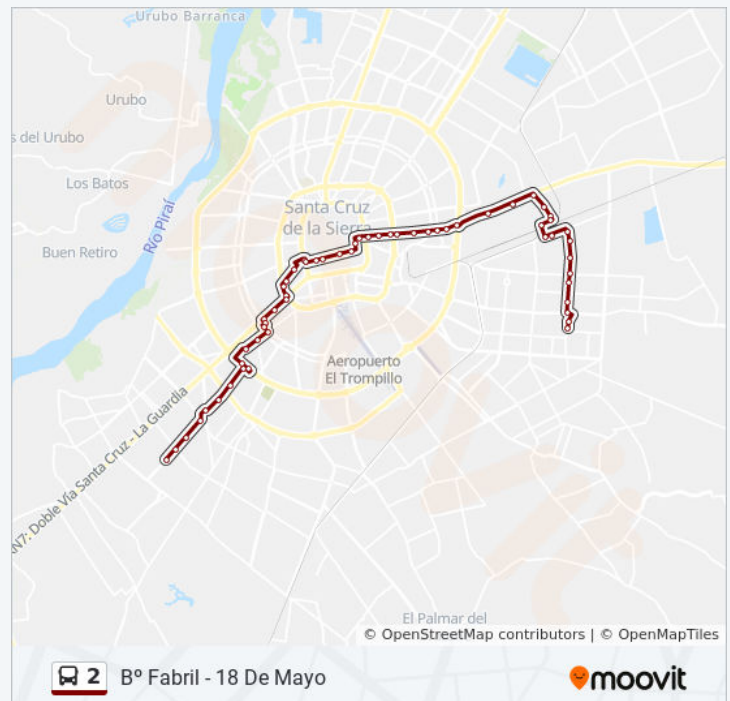 Urubo Barranca
Urubo
s del Urubo
Los Batos
Santa Cruz
de la Sierra
Río Piraí
Buen Retiro
Aeropuerto
El Trompillo
N7: Doble Vía Santa Cruz - La Guardia
El Palmar del
© OpenStreetMap contributors | © OpenMapTiles
2 Bº Fabril - 18 De Mayo
moovit